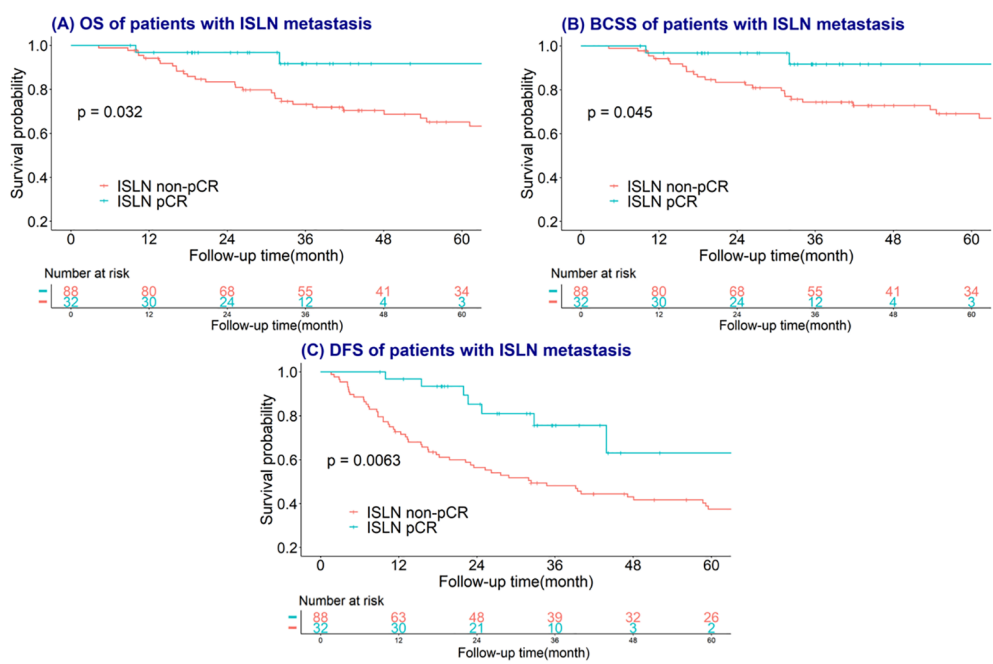 (A) OS of patients with ISLN metastasis
Survival probability
1.0
0.8
0.6
0.4
0.2
p = 0.032
ISLN non-pCR
ISLN pCR
0 12 24 36 48 60
Follow-up time(month)
Number at risk
88 80 68 55 41 34
32 30 24 12 4 3
0 12 24 36 48 60
Follow-up time(month)
(B) BCSS of patients with ISLN metastasis
Survival probability
1.0
0.8
0.6
0.4
0.2
p = 0.045
ISLN non-pCR
ISLN pCR
0 12 24 36 48 60
Follow-up time(month)
Number at risk
88 80 68 55 41 34
32 30 24 12 4 3
0 12 24 36 48 60
Follow-up time(month)
(C) DFS of patients with ISLN metastasis
Survival probability
1.0
0.8
0.6
0.4
0.2
p = 0.0063
ISLN non-pCR
ISLN pCR
0 12 24 36 48 60
Follow-up time(month)
Number at risk
88 63 48 39 32 26
32 30 21 10 3 2
0 12 24 36 48 60
Follow-up time(month)